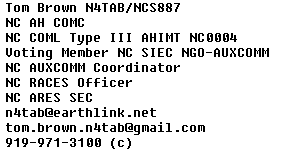 Tom Brown N4TAB/NCS887
NC AH COMC
NC COML Type III AHIMT NC0004
Voting Member NC SIEC NGO-AUXCOMM
NC AUXCOMM Coordinator
NC RACES Officer
NC ARES SEC
n4tab@earthlink.net
tom.brown.n4tab@gmail.com
919-971-3100 (c)